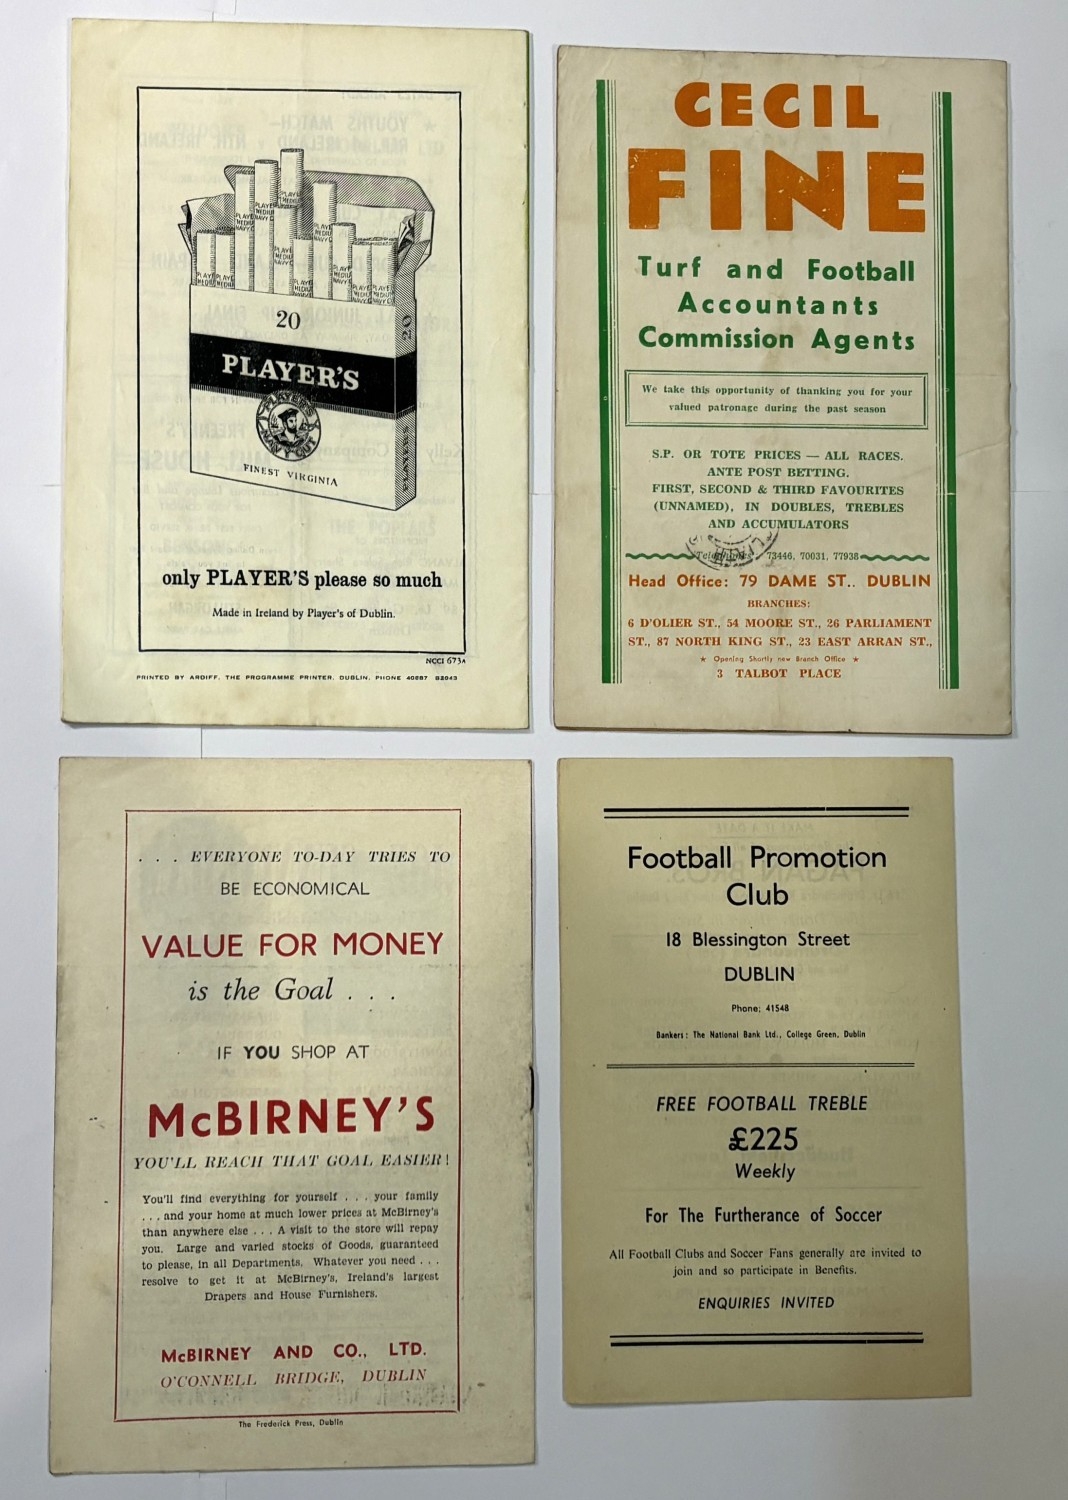 20
20
PLAYER'S
PLAYER'S
NAVY CUT
FINEST VIRGINIA
PLAYER'S
only PLAYER'S please so much
Made in Ireland by Player's of Dublin.
NCCI 673A
PRINTED BY ARDIFF, THE PROGRAMME PRINTER, DUBLIN. PHONE 40687 82043
CECIL
FINE
Turf and Football
Accountants
Commission Agents
We take this opportunity of thanking you for your
valued patronage during the past season
S.P. OR TOTE PRICES — ALL RACES.
ANTE POST BETTING.
FIRST, SECOND & THIRD FAVOURITES
(UNNAMED), IN DOUBLES, TREBLES
AND ACCUMULATORS
Telephones: 73446, 70031, 77938
Head Office: 79 DAME ST.. DUBLIN
BRANCHES:
6 D'OLIER ST., 54 MOORE ST., 26 PARLIAMENT
ST., 87 NORTH KING ST., 23 EAST ARRAN ST.,
★ Opening Shortly new Branch Office ★
3 TALBOT PLACE
. . . EVERYONE TO-DAY TRIES TO
BE ECONOMICAL
VALUE FOR MONEY
is the Goal . . .
IF YOU SHOP AT
McBIRNEY'S
YOU'LL REACH THAT GOAL EASIER!
You'll find everything for yourself . . . your family
. . . and your home at much lower prices at McBirney's
than anywhere else . . . A visit to the store will repay
you. Large and varied stocks of Goods, guaranteed
to please, in all Departments. Whatever you need . . .
resolve to get it at McBirney's, Ireland's largest
Drapers and House Furnishers.
McBIRNEY AND CO., LTD.
O'CONNELL BRIDGE, DUBLIN
The Frederick Press, Dublin
Football Promotion
Club
18 Blessington Street
DUBLIN
Phone: 41548
Bankers: The National Bank Ltd., College Green, Dublin
FREE FOOTBALL TREBLE
£225
Weekly
For The Furtherance of Soccer
All Football Clubs and Soccer Fans generally are invited to
join and so participate in Benefits.
ENQUIRIES INVITED